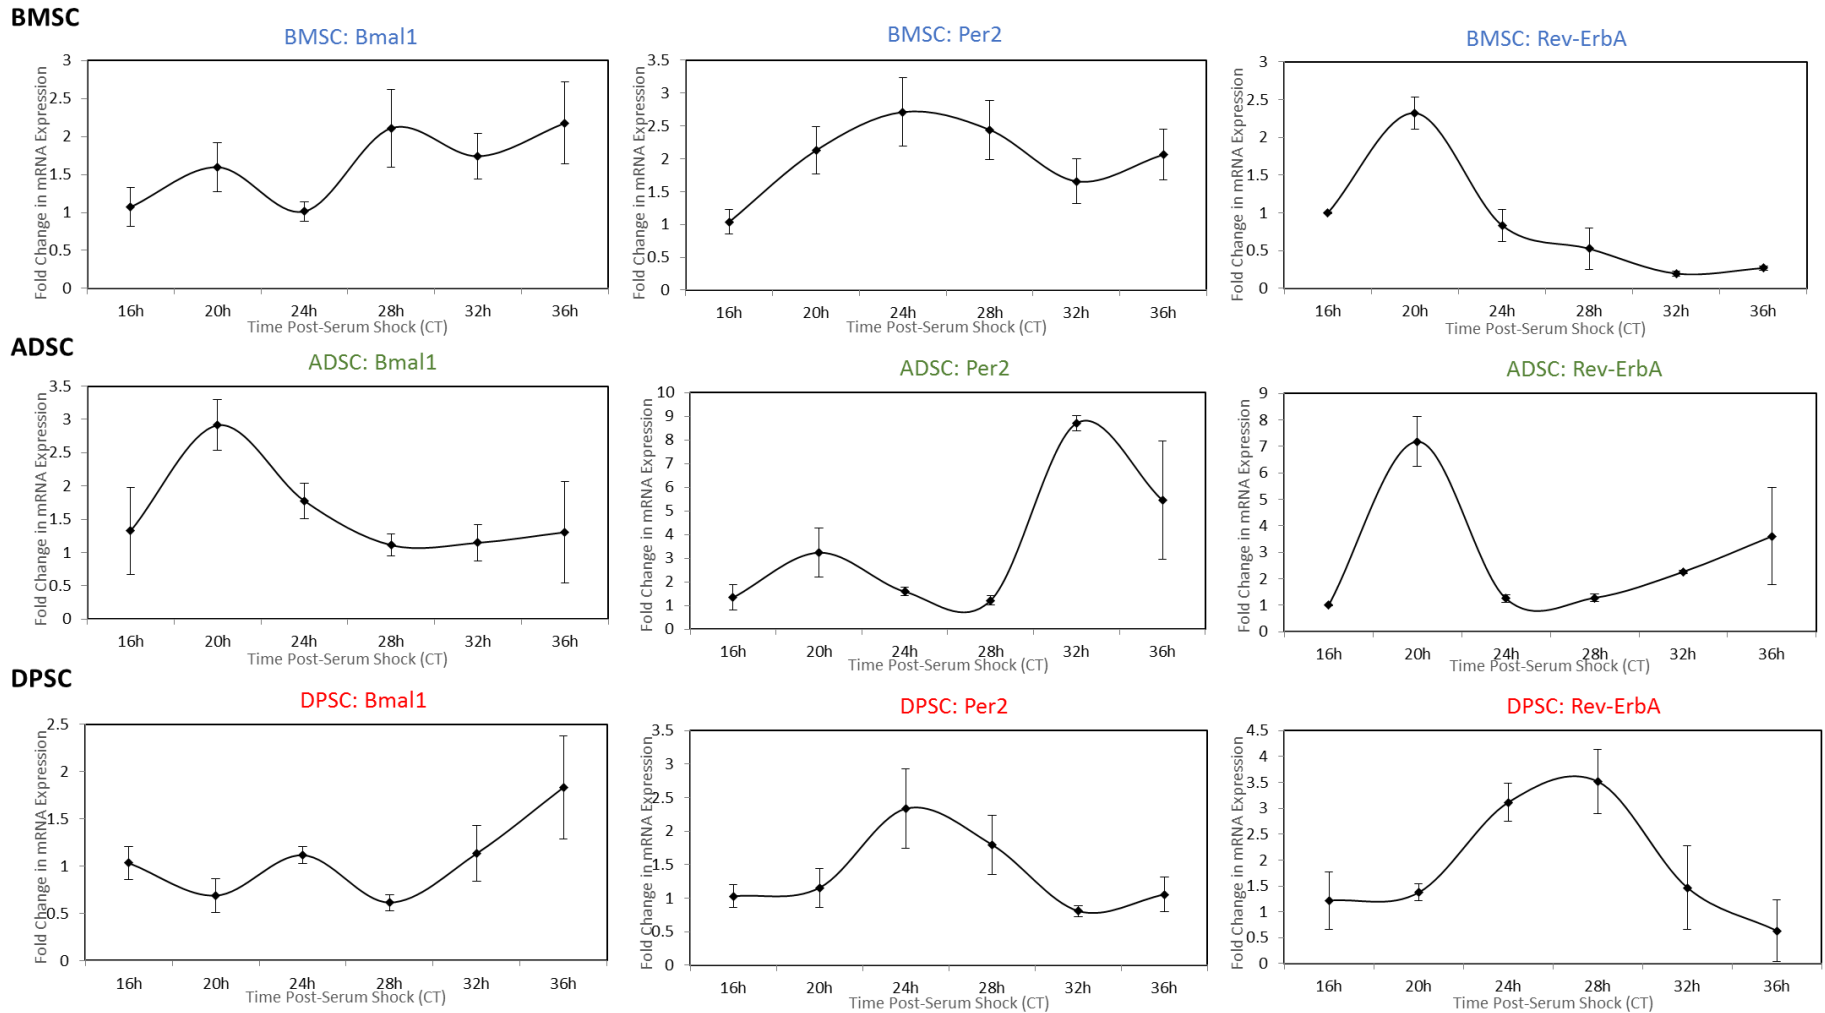 BMSC
BMSC: Bmal1
Fold Change in mRNA Expression
3
2.5
2
1.5
1
0.5
0
16h 20h 24h 28h 32h 36h
Time Post-Serum Shock (CT)
BMSC: Per2
Fold Change in mRNA Expression
3.5
3
2.5
2
1.5
1
0.5
0
16h 20h 24h 28h 32h 36h
Time Post-Serum Shock (CT)
BMSC: Rev-ErbA
Fold Change in mRNA Expression
3
2.5
2
1.5
1
0.5
0
16h 20h 24h 28h 32h 36h
Time Post-Serum Shock (CT)
ADSC
ADSC: Bmal1
Fold Change in mRNA Expression
3.5
3
2.5
2
1.5
1
0.5
0
16h 20h 24h 28h 32h 36h
Time Post-Serum Shock (CT)
ADSC: Per2
Fold Change in mRNA Expression
10
9
8
7
6
5
4
3
2
1
0
16h 20h 24h 28h 32h 36h
Time Post-Serum Shock (CT)
ADSC: Rev-ErbA
Fold Change in mRNA Expression
9
8
7
6
5
4
3
2
1
0
16h 20h 24h 28h 32h 36h
Time Post-Serum Shock (CT)
DPSC
DPSC: Bmal1
Fold Change in mRNA Expression
2.5
2
1.5
1
0.5
0
16h 20h 24h 28h 32h 36h
Time Post-Serum Shock (CT)
DPSC: Per2
Fold Change in mRNA Expression
3.5
3
2.5
2
1.5
1
0.5
0
16h 20h 24h 28h 32h 36h
Time Post-Serum Shock (CT)
DPSC: Rev-ErbA
Fold Change in mRNA Expression
4.5
4
3.5
3
2.5
2
1.5
1
0.5
0
16h 20h 24h 28h 32h 36h
Time Post-Serum Shock (CT)